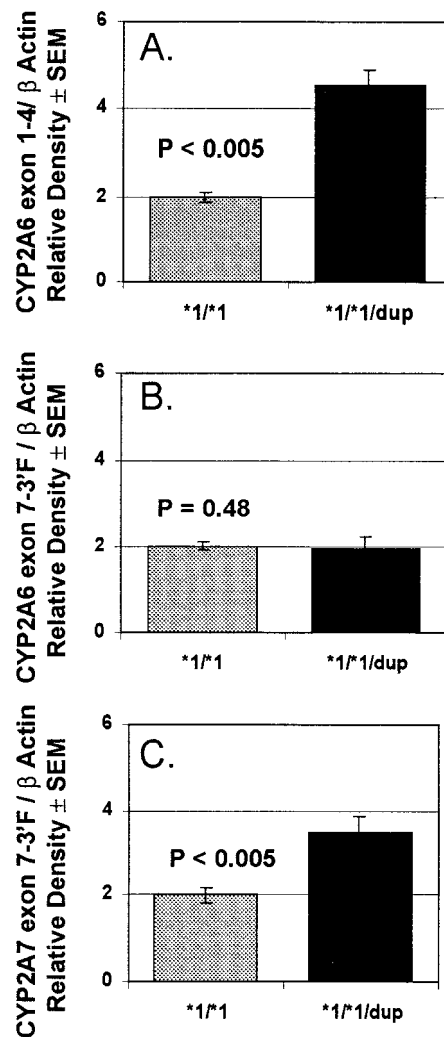 A.
CYP2A6 exon 1-4/ β Actin
Relative Density ± SEM
6
4
2
0
P < 0.005
*1/*1
*1/*1/dup
B.
CYP2A6 exon 7-3'F / β Actin
Relative Density ± SEM
6
4
2
0
P = 0.48
*1/*1
*1/*1/dup
C.
CYP2A7 exon 7-3'F / β Actin
Relative Density ± SEM
6
4
2
0
P < 0.005
*1/*1
*1/*1/dup